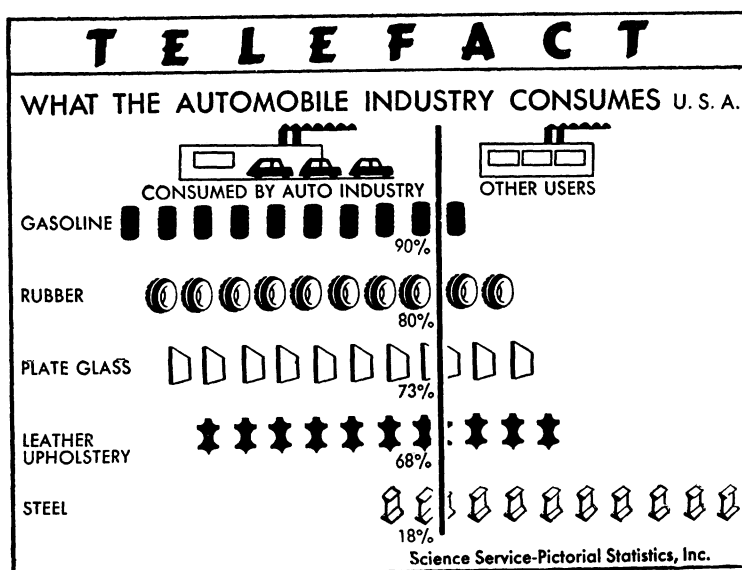 TELEFACT
WHAT THE AUTOMOBILE INDUSTRY CONSUMES U. S. A.
CONSUMED BY AUTO INDUSTRY
OTHER USERS
GASOLINE
90%
RUBBER
80%
PLATE GLASS
73%
LEATHER
UPHOLSTERY
68%
STEEL
18%
Science Service-Pictorial Statistics, Inc.